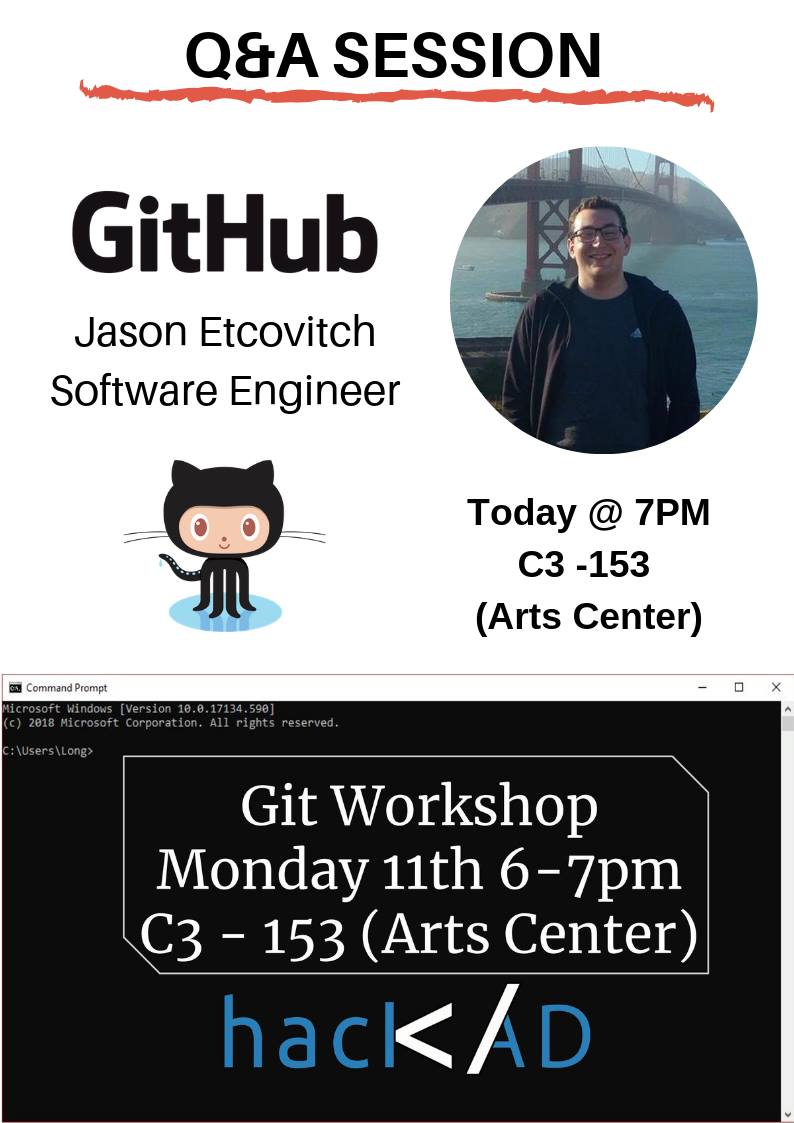 Q&A SESSION
GitHub
Jason Etcovitch
Software Engineer
Today @ 7PM
C3 -153
(Arts Center)
Command Prompt
Microsoft Windows [Version 10.0.17134.590]
(c) 2018 Microsoft Corporation. All rights reserved.
C:\Users\Long>
Git Workshop
Monday 11th 6-7pm
C3 - 153 (Arts Center)
hack</AD